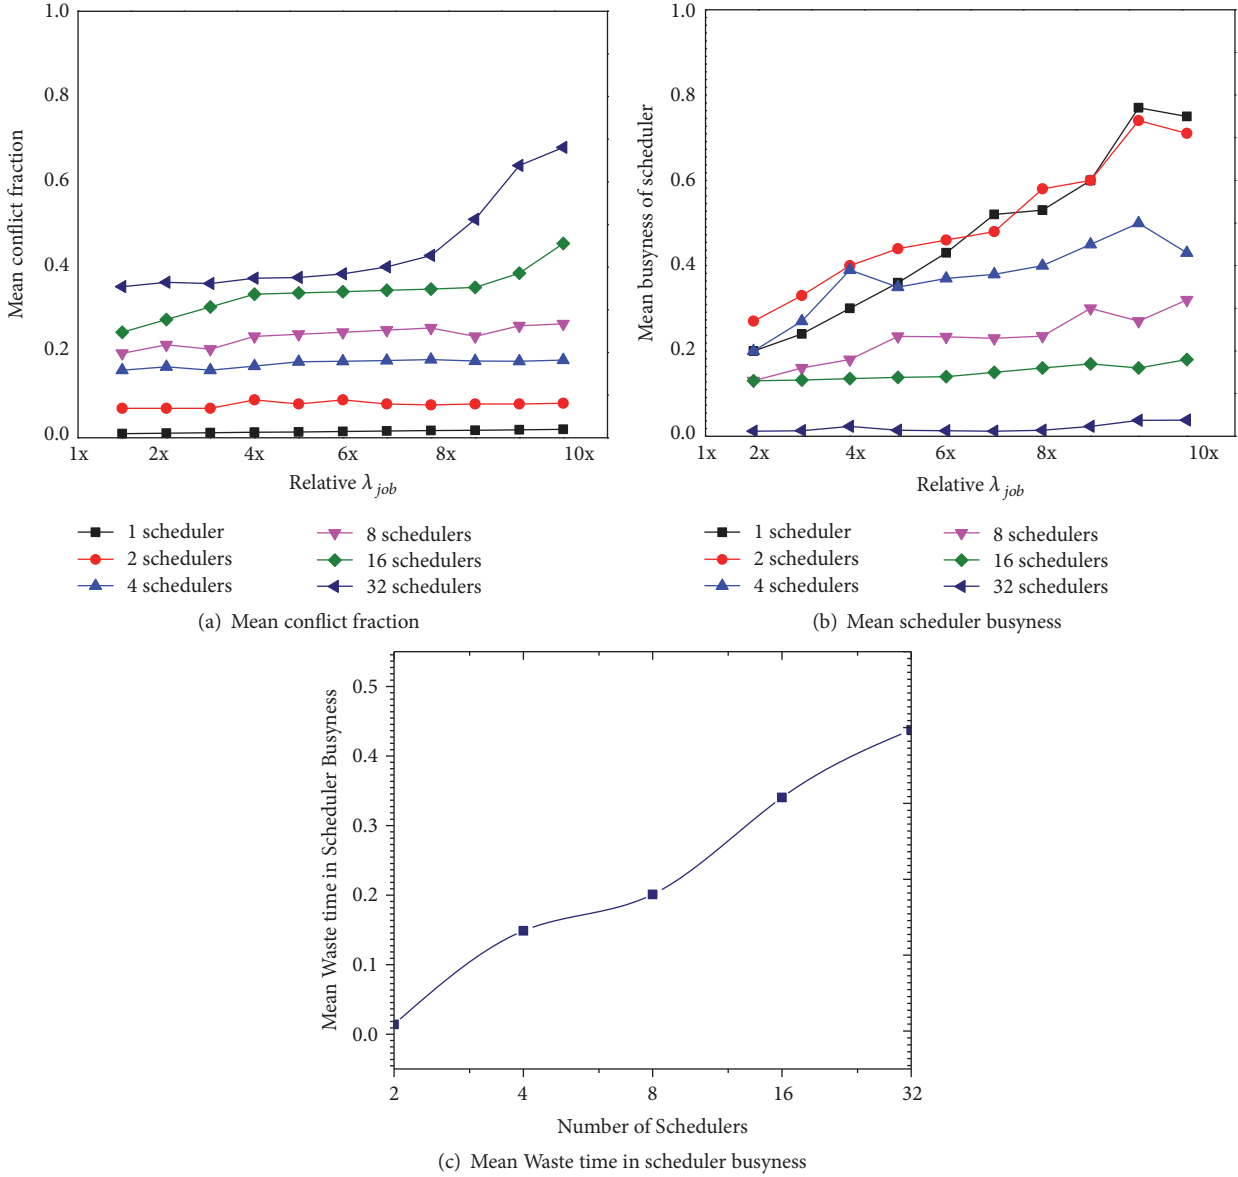 1.0
0.8
0.6
0.4
0.2
0.0
Mean conflict fraction
1x 2x 4x 6x 8x 10x
Relative λ job
1 scheduler
2 schedulers
4 schedulers
8 schedulers
16 schedulers
32 schedulers
(a) Mean conflict fraction
1.0
0.8
0.6
0.4
0.2
0.0
Mean busyness of scheduler
1x 2x 4x 6x 8x 10x
Relative λ job
1 scheduler
2 schedulers
4 schedulers
8 schedulers
16 schedulers
32 schedulers
(b) Mean scheduler busyness
0.5
0.4
0.3
0.2
0.1
0.0
Mean Waste time in Scheduler Busyness
2 4 8 16 32
Number of Schedulers
(c) Mean Waste time in scheduler busyness